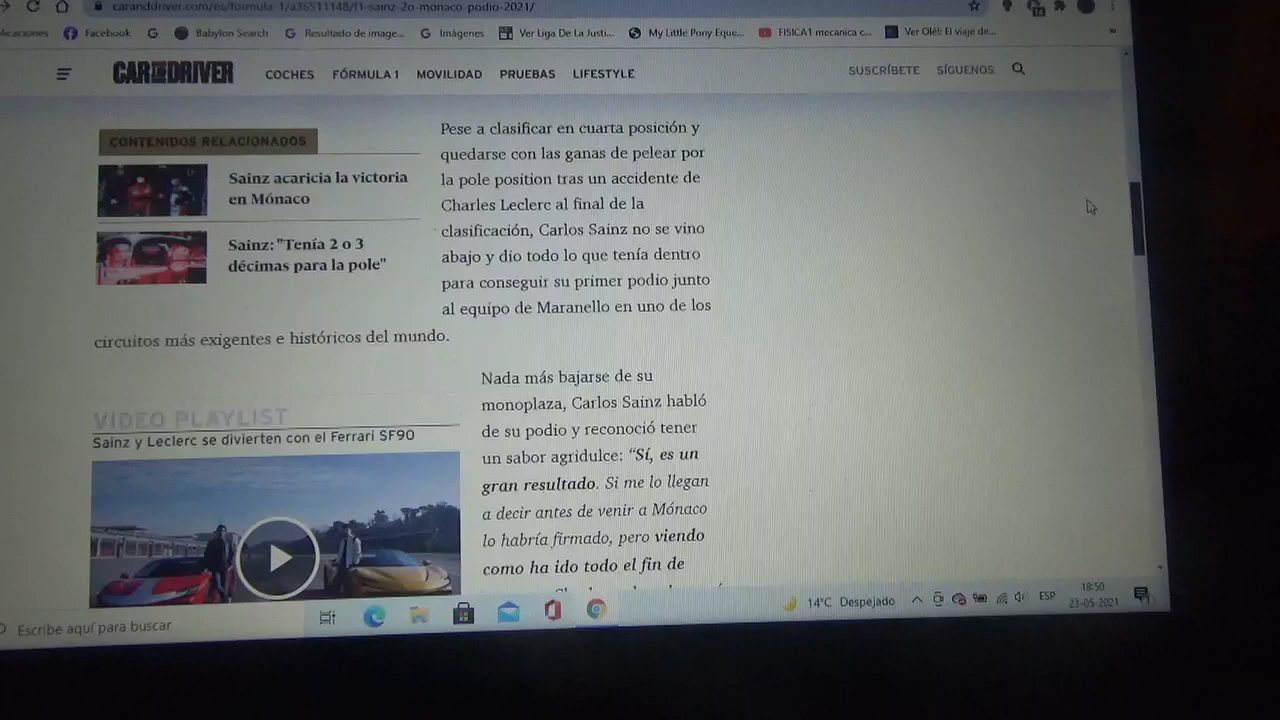 caranddriver.com/es/formula-1/a36511148/f1-sainz-2o-monaco-podio-2021/
Facebook
Babylon Search
Resultado de image...
Imágenes
Ver Liga De La Justi...
My Little Pony Eque...
FISICA1 mecanica c...
Ver Olé!: El viaje de...
CAR AND DRIVER
COCHES FÓRMULA 1 MOVILIDAD PRUEBAS LIFESTYLE
SUSCRÍBETE SÍGUENOS
CONTENIDOS RELACIONADOS
Sainz acaricia la victoria
en Mónaco
Sainz: "Tenía 2 o 3
décimas para la pole"
Pese a clasificar en cuarta posición y
quedarse con las ganas de pelear por
la pole position tras un accidente de
Charles Leclerc al final de la
clasificación, Carlos Sainz no se vino
abajo y dio todo lo que tenía dentro
para conseguir su primer podio junto
al equipo de Maranello en uno de los
circuitos más exigentes e históricos del mundo.
VIDEO PLAYLIST
Sainz y Leclerc se divierten con el Ferrari SF90
Nada más bajarse de su
monoplaza, Carlos Sainz habló
de su podio y reconoció tener
un sabor agridulce: “Sí, es un
gran resultado. Si me lo llegan
a decir antes de venir a Mónaco
lo habría firmado, pero viendo
como ha ido todo el fin de
Escribe aquí para buscar
14°C Despejado
ESP
18:50
23-05-2021